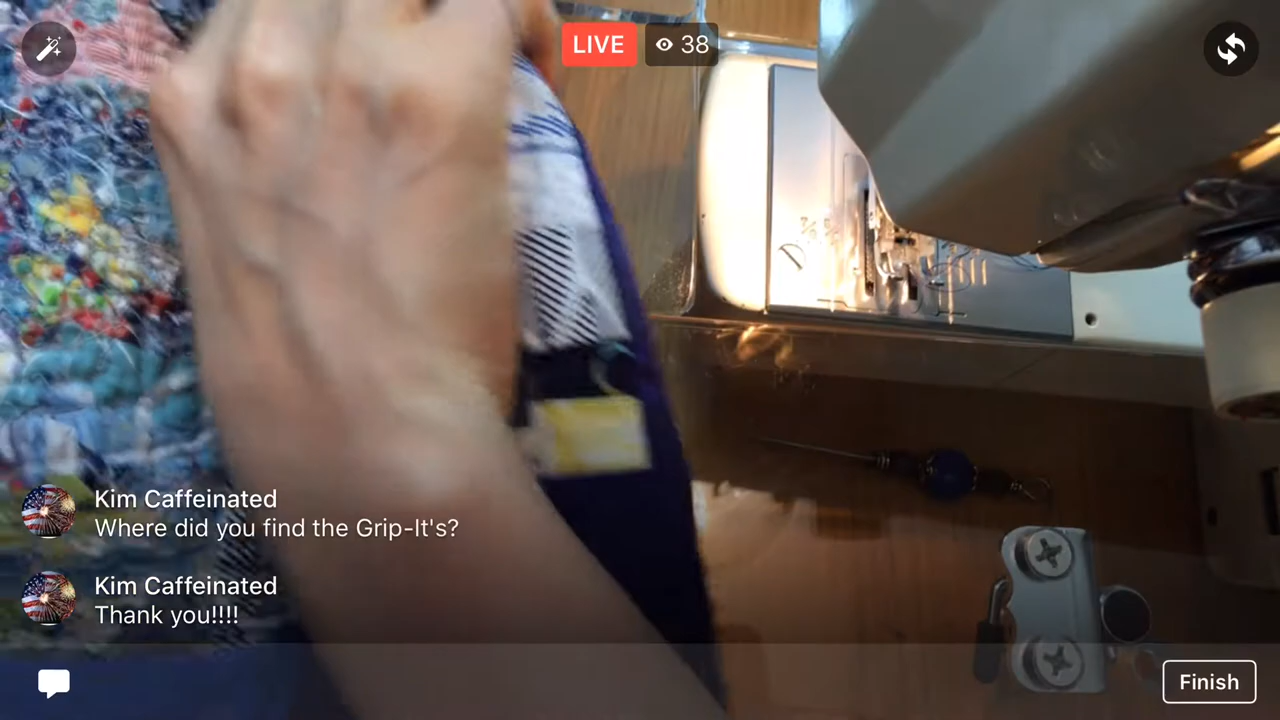 LIVE 38
Kim Caffeinated
Where did you find the Grip-It's?
Kim Caffeinated
Thank you!!!!
Finish